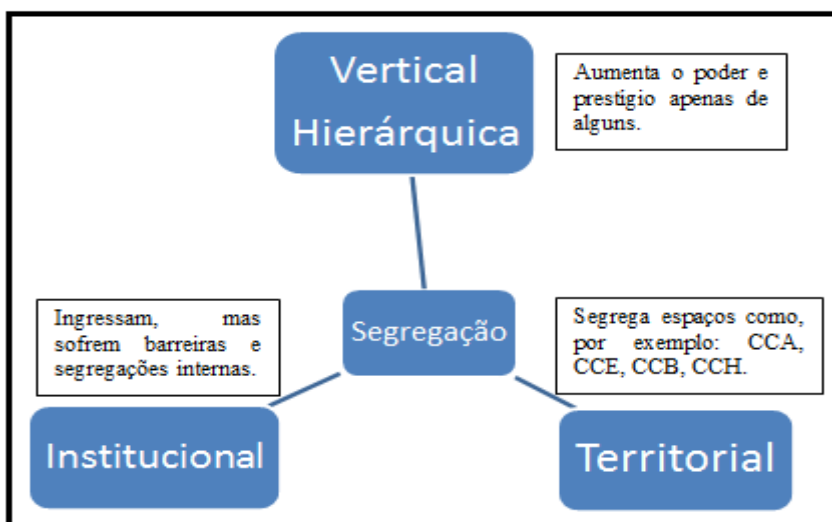 Vertical
Hierárquica
Aumenta o poder e
prestígio apenas de
alguns.
Segregação
Ingressam, mas
sofrem barreiras e
segregações internas.
Segrega espaços como,
por exemplo: CCA,
CCE, CCB, CCH.
Institucional
Territorial